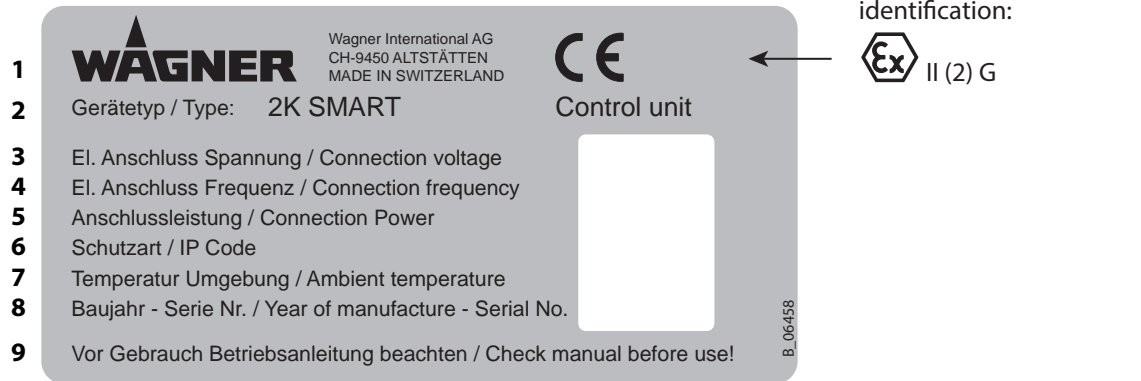 identification:
Ex II (2) G
1 WAGNER Wagner International AG
CH-9450 ALTSTÄTTEN
MADE IN SWITZERLAND
CE
2 Gerätetyp / Type: 2K SMART Control unit
3 El. Anschluss Spannung / Connection voltage
4 El. Anschluss Frequenz / Connection frequency
5 Anschlussleistung / Connection Power
6 Schutzart / IP Code
7 Temperatur Umgebung / Ambient temperature
8 Baujahr - Serie Nr. / Year of manufacture - Serial No.
9 Vor Gebrauch Betriebsanleitung beachten / Check manual before use!
B_06458